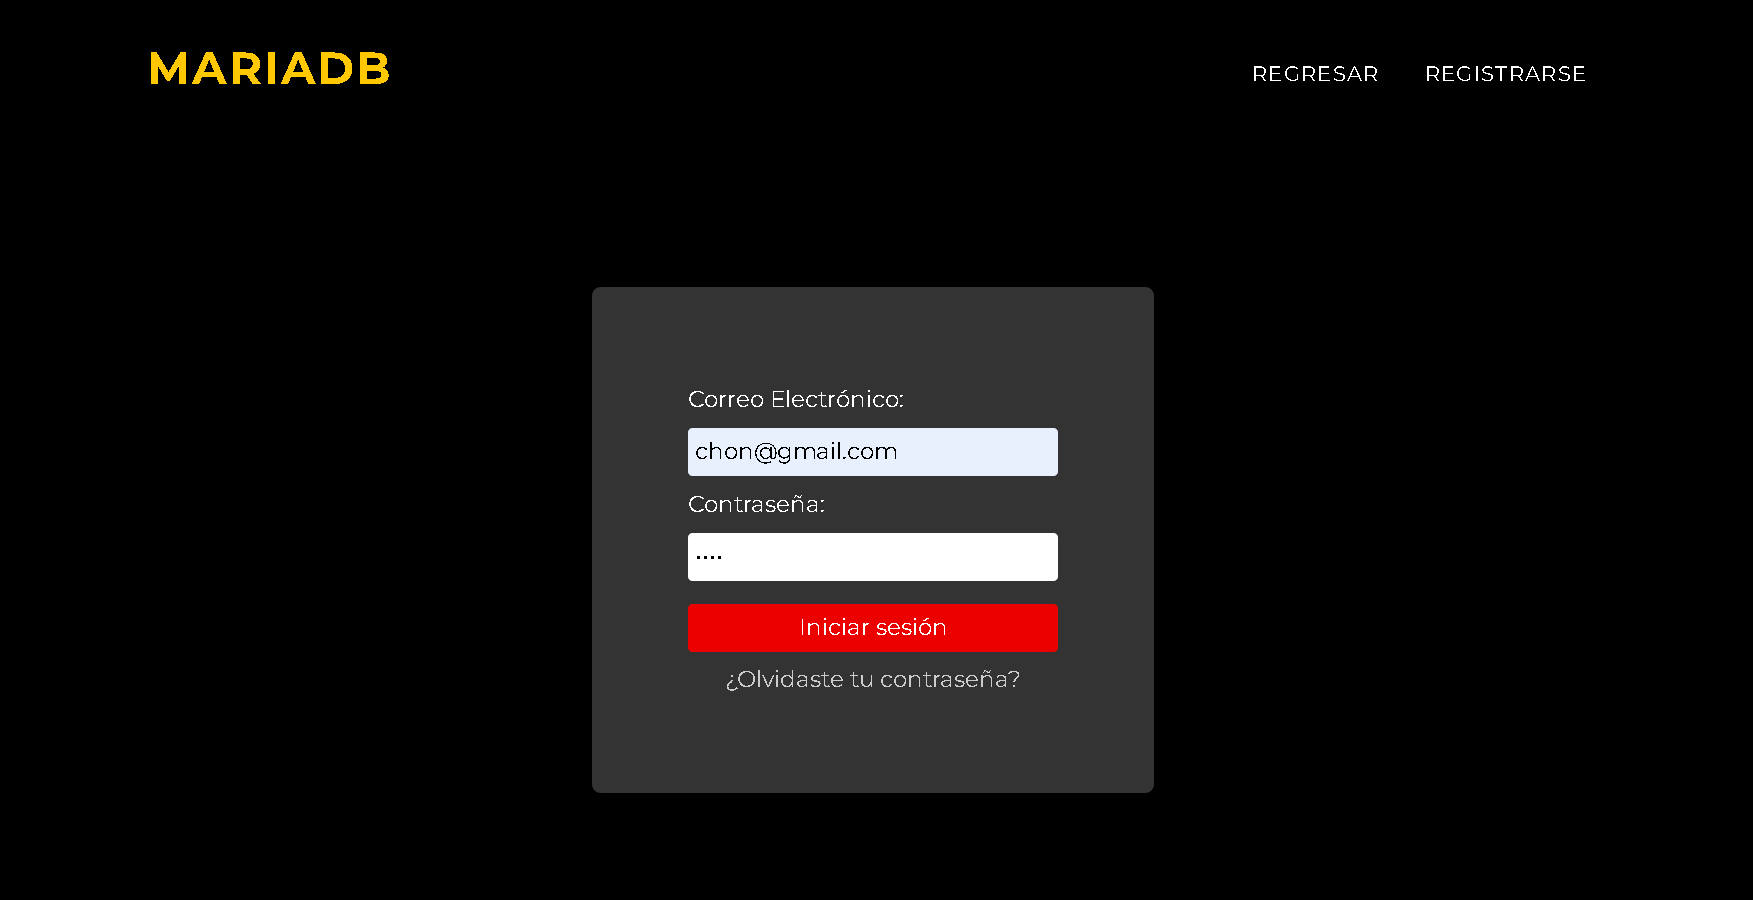 MARIADB
REGRESAR REGISTRARSE
Correo Electrónico:
chon@gmail.com
Contraseña:
••••
Iniciar sesión
¿Olvidaste tu contraseña?